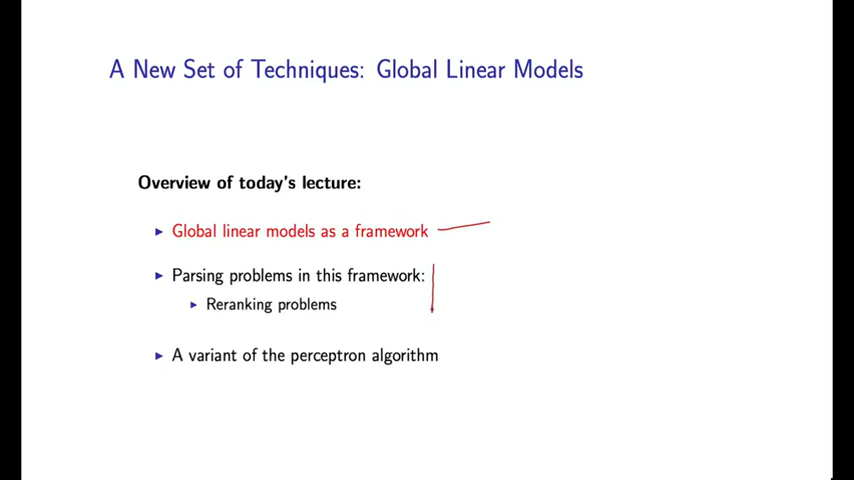 A New Set of Techniques: Global Linear Models
Overview of today's lecture:
Global linear models as a framework
Parsing problems in this framework:
Reranking problems
A variant of the perceptron algorithm